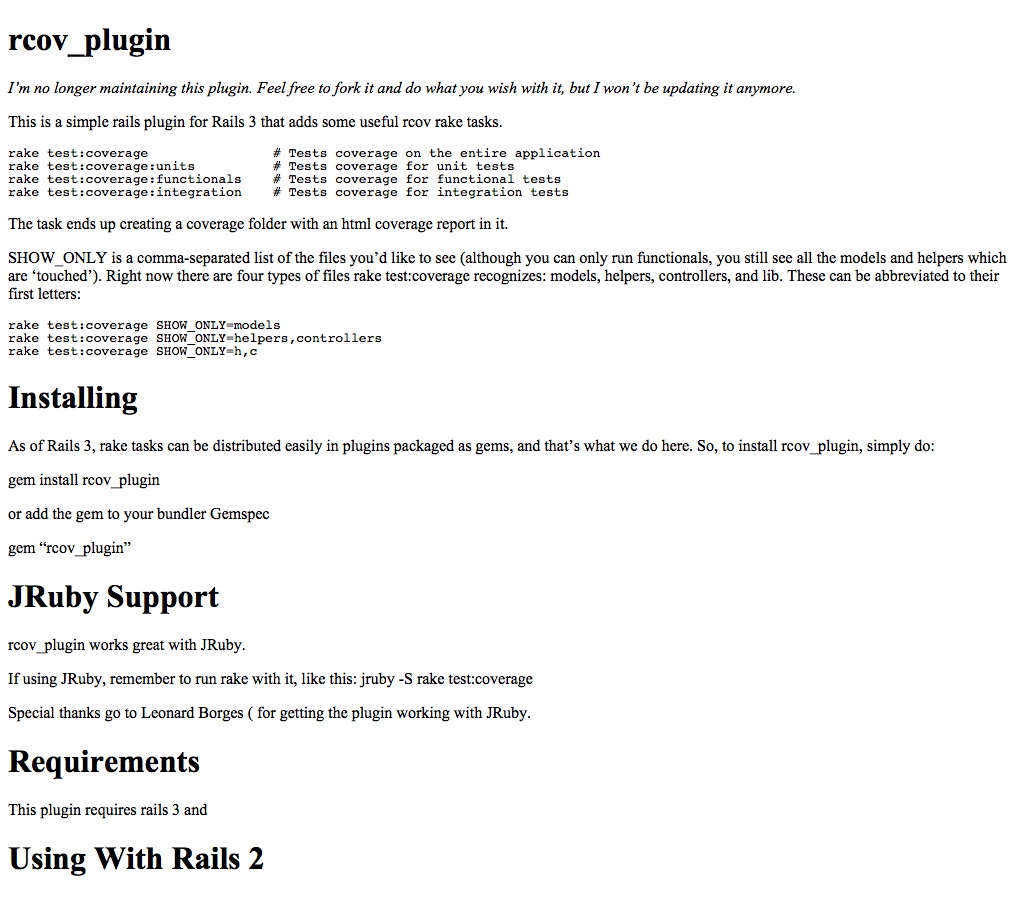 rcov_plugin
I’m no longer maintaining this plugin. Feel free to fork it and do what you wish with it, but I won’t be updating it anymore.
This is a simple rails plugin for Rails 3 that adds some useful rcov rake tasks.
rake test:coverage                # Tests coverage on the entire application
rake test:coverage:units          # Tests coverage for unit tests
rake test:coverage:functionals    # Tests coverage for functional tests
rake test:coverage:integration    # Tests coverage for integration tests
The task ends up creating a coverage folder with an html coverage report in it.
SHOW_ONLY is a comma-separated list of the files you’d like to see (although you can only run functionals, you still see all the models and helpers which
are ‘touched’). Right now there are four types of files rake test:coverage recognizes: models, helpers, controllers, and lib. These can be abbreviated to their
first letters:
rake test:coverage SHOW_ONLY=models
rake test:coverage SHOW_ONLY=helpers,controllers
rake test:coverage SHOW_ONLY=h,c
Installing
As of Rails 3, rake tasks can be distributed easily in plugins packaged as gems, and that’s what we do here. So, to install rcov_plugin, simply do:
gem install rcov_plugin
or add the gem to your bundler Gemspec
gem “rcov_plugin”
JRuby Support
rcov_plugin works great with JRuby.
If using JRuby, remember to run rake with it, like this: jruby -S rake test:coverage
Special thanks go to Leonard Borges ( for getting the plugin working with JRuby.
Requirements
This plugin requires rails 3 and
Using With Rails 2